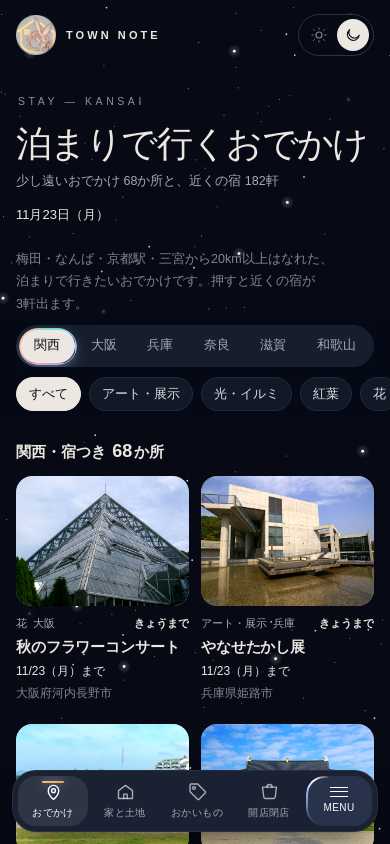 TOWN NOTE
STAY — KANSAI
泊まりで行くおでかけ
少し遠いおでかけ 68か所と、近くの宿 182軒
11月23日（月）
梅田・なんば・京都駅・三宮から20km以上はなれた、
泊まりで行きたいおでかけです。押すと近くの宿が
3軒出ます。
関西 大阪 兵庫 奈良 滋賀 和歌山
すべて アート・展示 光・イルミ 紅葉 花
関西・宿つき 68か所
花 大阪 きょうまで
秋のフラワーコンサート
11/23（月）まで
大阪府河内長野市
アート・展示・兵庫 きょうまで
やなせたかし展
11/23（月）まで
兵庫県姫路市
おでかけ 家と土地 おかいもの 開店閉店 MENU